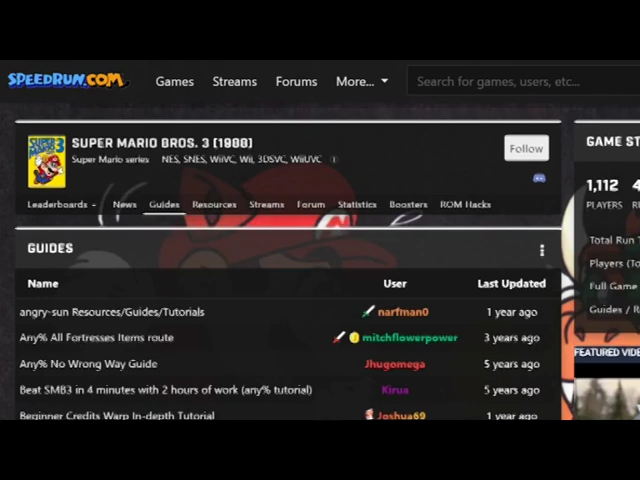 SPEEDRUN.COM Games Streams Forums More... Search for games, users, etc...
SUPER MARIO BROS. 3 [1988]
Super Mario series NES, SNES, WiiVC, Wii, 3DSVC, WiiUVC
Follow
Leaderboards News Guides Resources Streams Forum Statistics Boosters ROM Hacks
GUIDES
Name User Last Updated
angry-sun Resources/Guides/Tutorials narfman0 1 year ago
Any% All Fortresses Items route mitchflowerpower 3 years ago
Any% No Wrong Way Guide Jhugomega 5 years ago
Beat SMB3 in 4 minutes with 2 hours of work (any% tutorial) Kirua 5 years ago
Beginner Credits Warp In-depth Tutorial Joshua69 1 year ago
GAME ST
1,112 4
PLAYERS
Total Run
Players (To
Full Game
Guides / R
FEATURED VIDE